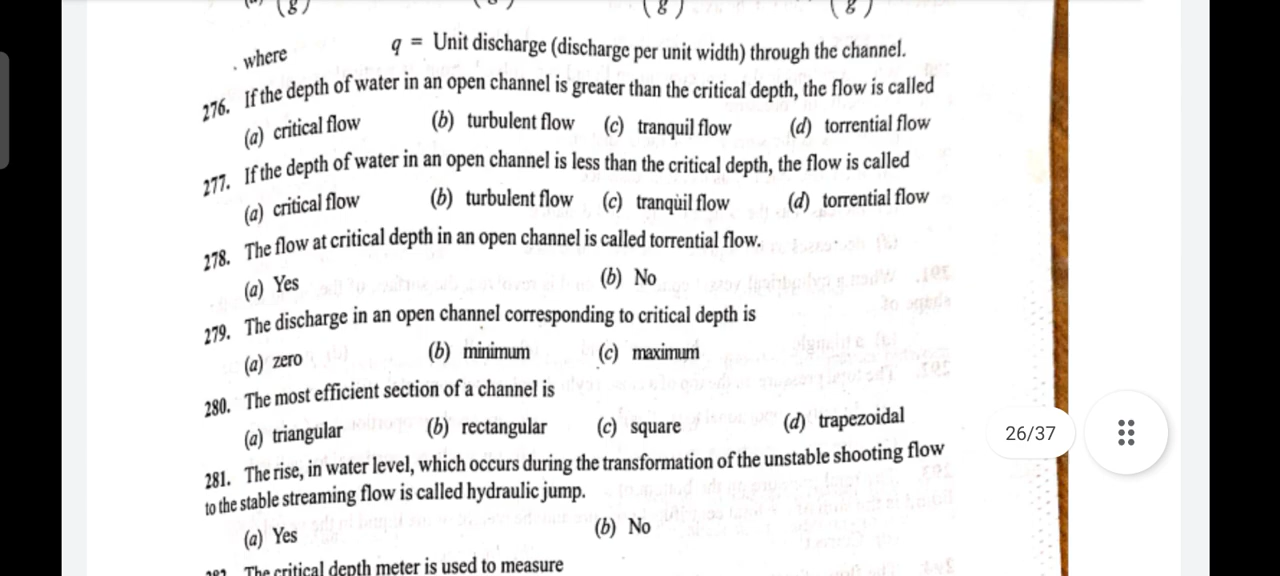 (g) (g) (g)
where q = Unit discharge (discharge per unit width) through the channel.
276. If the depth of water in an open channel is greater than the critical depth, the flow is called
(a) critical flow (b) turbulent flow (c) tranquil flow (d) torrential flow
277. If the depth of water in an open channel is less than the critical depth, the flow is called
(a) critical flow (b) turbulent flow (c) tranquil flow (d) torrential flow
278. The flow at critical depth in an open channel is called torrential flow.
(a) Yes (b) No
279. The discharge in an open channel corresponding to critical depth is
(a) zero (b) minimum (c) maximum
280. The most efficient section of a channel is
(a) triangular (b) rectangular (c) square (d) trapezoidal
26/37
281. The rise, in water level, which occurs during the transformation of the unstable shooting flow
to the stable streaming flow is called hydraulic jump.
(a) Yes (b) No
The critical depth meter is used to measure